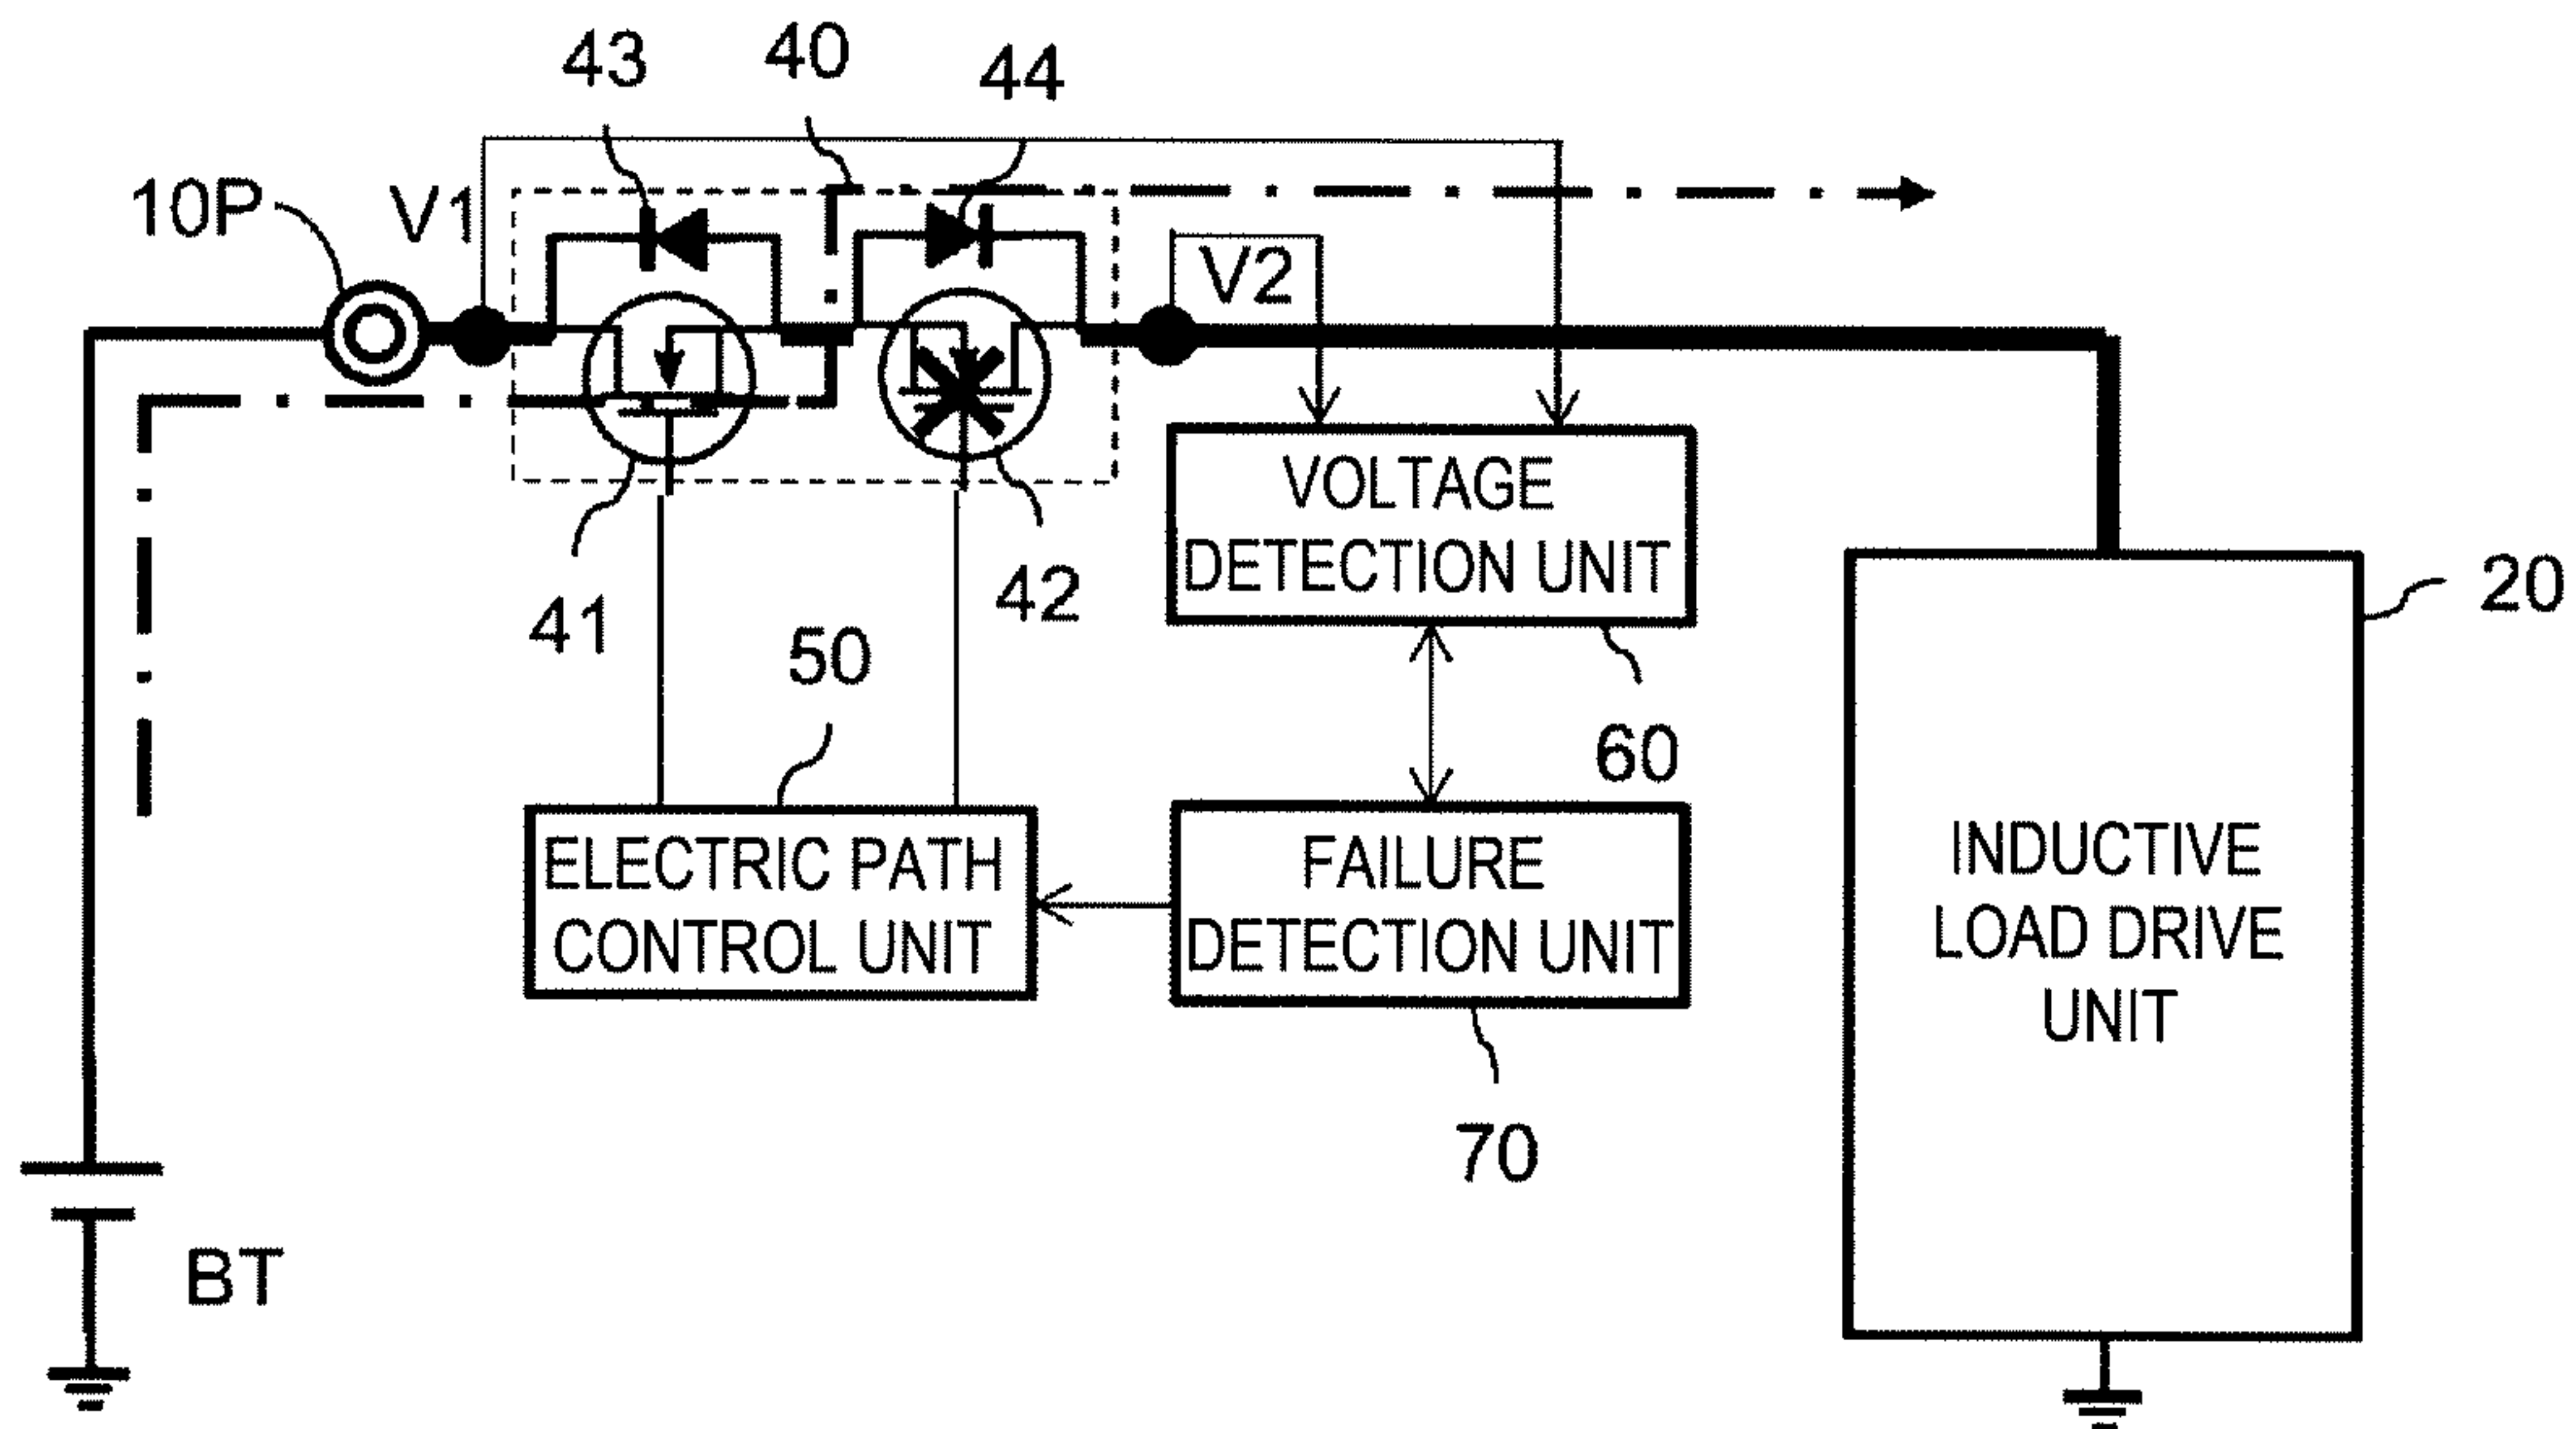 43
40
44
10P
V1
V2
VOLTAGE
DETECTION UNIT
41
42
20
50
60
ELECTRIC PATH
CONTROL UNIT
FAILURE
DETECTION UNIT
INDUCTIVE
LOAD DRIVE
UNIT
70
BT